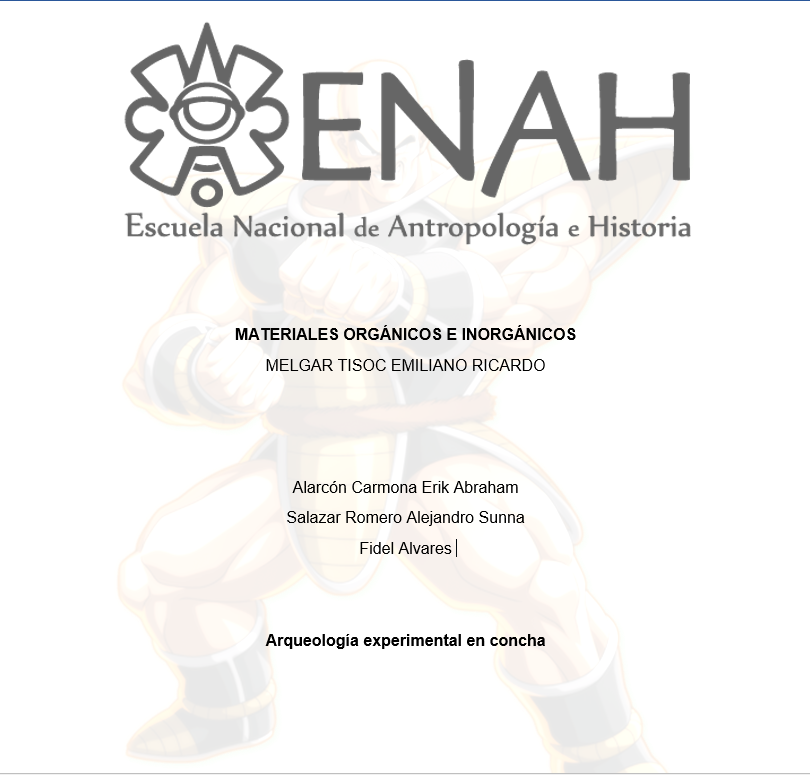 ENAH
Escuela Nacional de Antropología e Historia
MATERIALES ORGÁNICOS E INORGÁNICOS
MELGAR TISOC EMILIANO RICARDO
Alarcón Carmona Erik Abraham
Salazar Romero Alejandro Sunna
Fidel Alvares
Arqueología experimental en concha